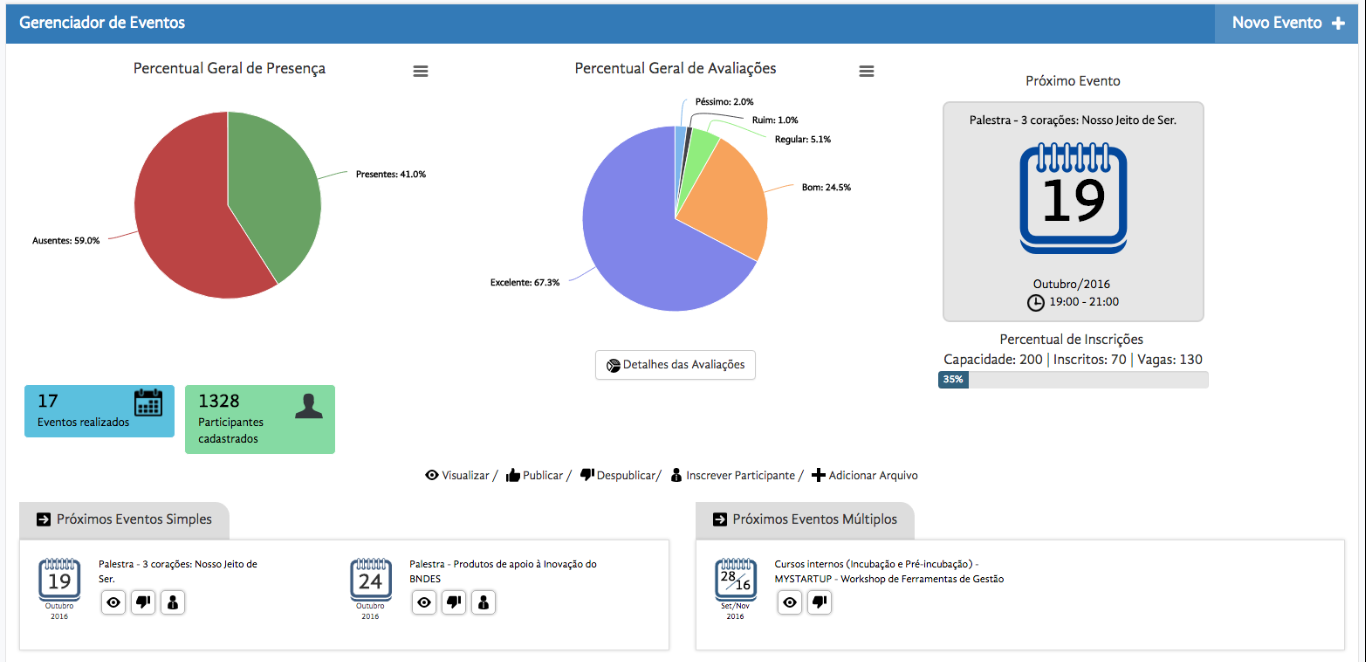 Gerenciador de Eventos
Novo Evento
Percentual Geral de Presença
Presentes: 41.0%
Ausentes: 59.0%
Percentual Geral de Avaliações
Péssimo: 2.0%
Ruim: 1.0%
Regular: 5.1%
Bom: 24.5%
Excelente: 67.3%
Detalhes das Avaliações
Próximo Evento
Palestra - 3 corações: Nosso Jeito de Ser.
19
Outubro/2016
19:00 - 21:00
Percentual de Inscrições
Capacidade: 200 | Inscritos: 70 | Vagas: 130
35%
17
Eventos realizados
1328
Participantes
cadastrados
Visualizar / Publicar / Despublicar/ Inscrever Participante / Adicionar Arquivo
Próximos Eventos Simples
19
Outubro
2016
Palestra - 3 corações: Nosso Jeito de
Ser.
24
Outubro
2016
Palestra - Produtos de apoio à Inovação do
BNDES
Próximos Eventos Múltiplos
28/16
Set/Nov
2016
Cursos internos (Incubação e Pré-incubação) -
MYSTARTUP - Workshop de Ferramentas de Gestão